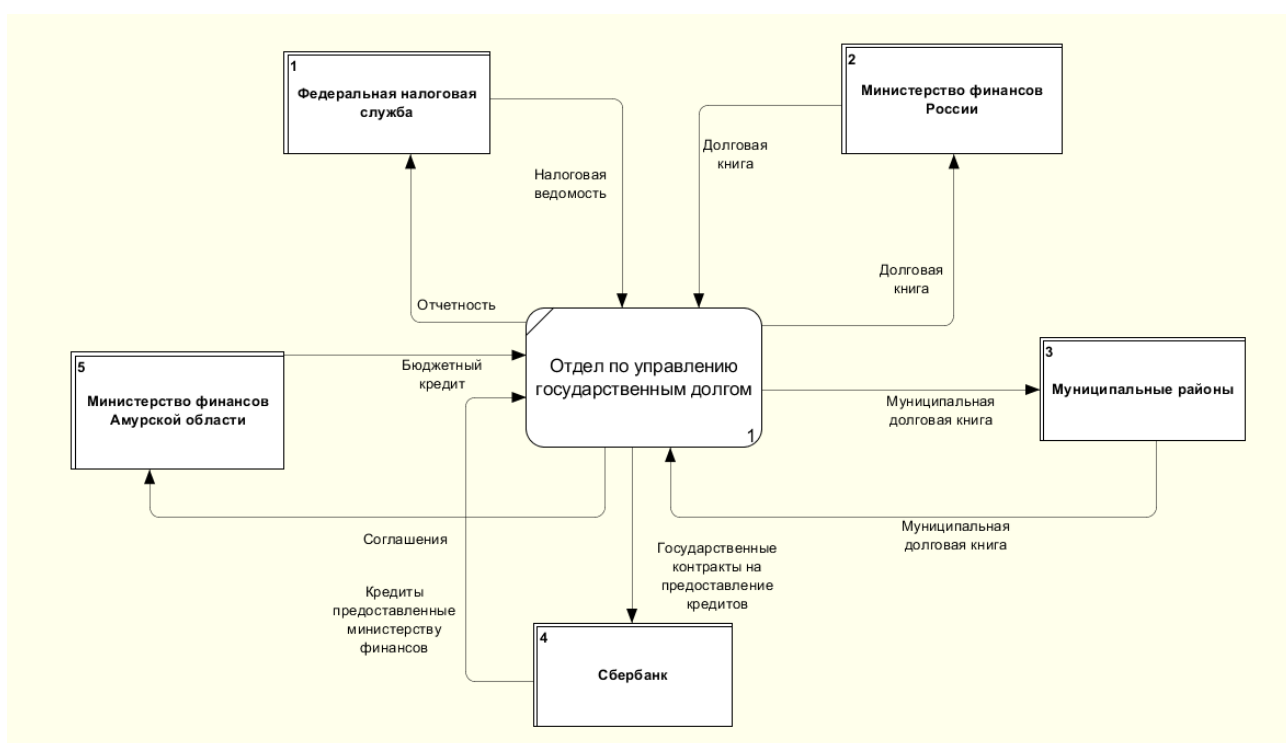 1
Федеральная налоговая
служба
2
Министерство финансов
России
Долговая
книга
Налоговая
ведомость
Долговая
книга
Отчетность
5
Министерство финансов
Амурской области
Бюджетный
кредит
Отдел по управлению
государственным долгом
1
3
Муниципальные районы
Муниципальная
долговая книга
Муниципальная
долговая книга
Соглашения
Государственные
контракты на
предоставление
кредитов
Кредиты
предоставленные
министерству
финансов
4
Сбербанк